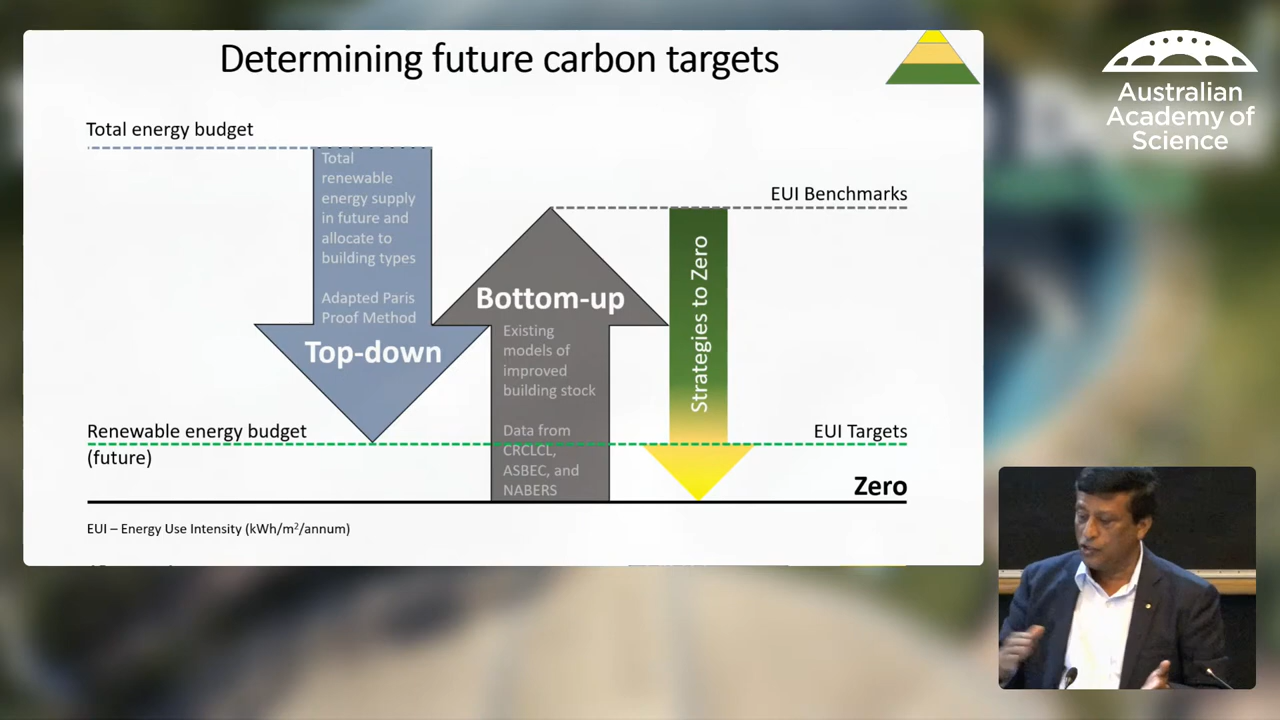 Determining future carbon targets
Australian
Academy of
Science
Total energy budget
Total
renewable
energy supply
in future and
allocate to
building types
Adapted Paris
Proof Method
Top-down
EUI Benchmarks
Bottom-up
Existing
models of
improved
building stock
Data from
CRCLCL,
ASBEC, and
NABERS
Strategies to Zero
Renewable energy budget
(future)
EUI Targets
Zero
EUI – Energy Use Intensity (kWh/m²/annum)